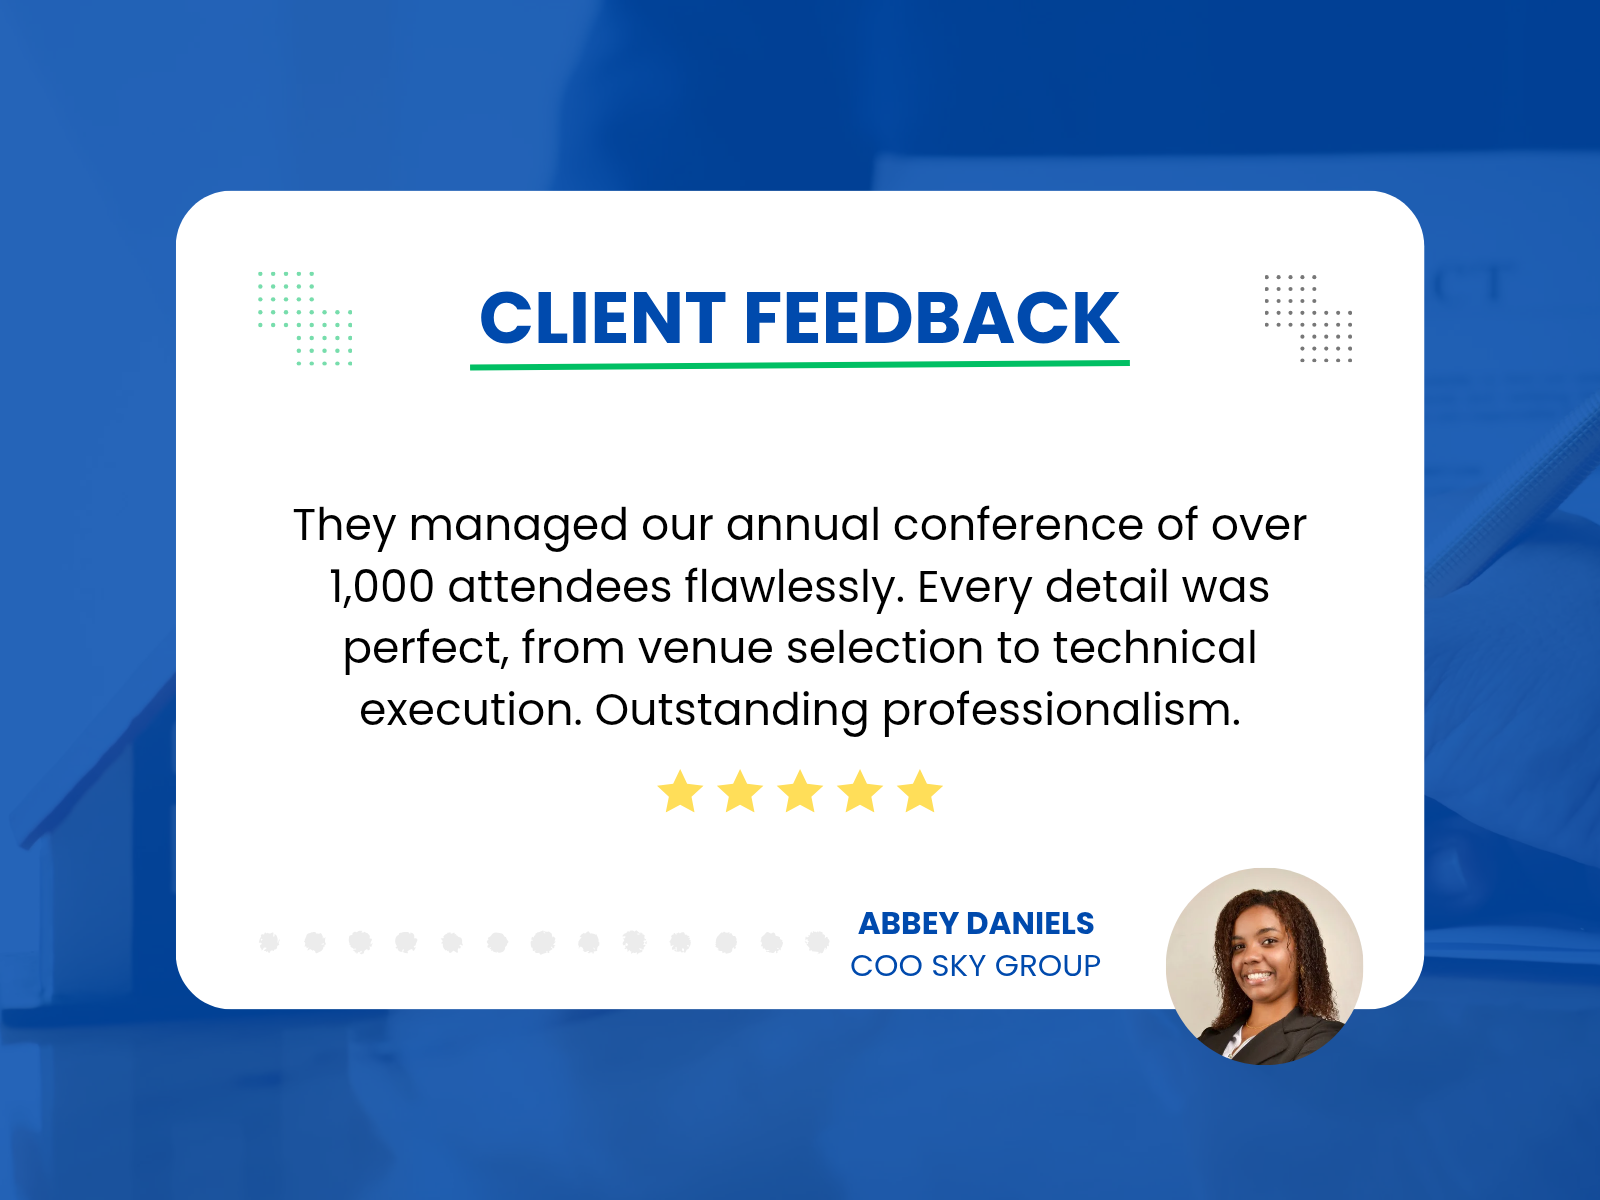 CLIENT FEEDBACK
They managed our annual conference of over
1,000 attendees flawlessly. Every detail was
perfect, from venue selection to technical
execution. Outstanding professionalism.
ABBEY DANIELS
COO SKY GROUP